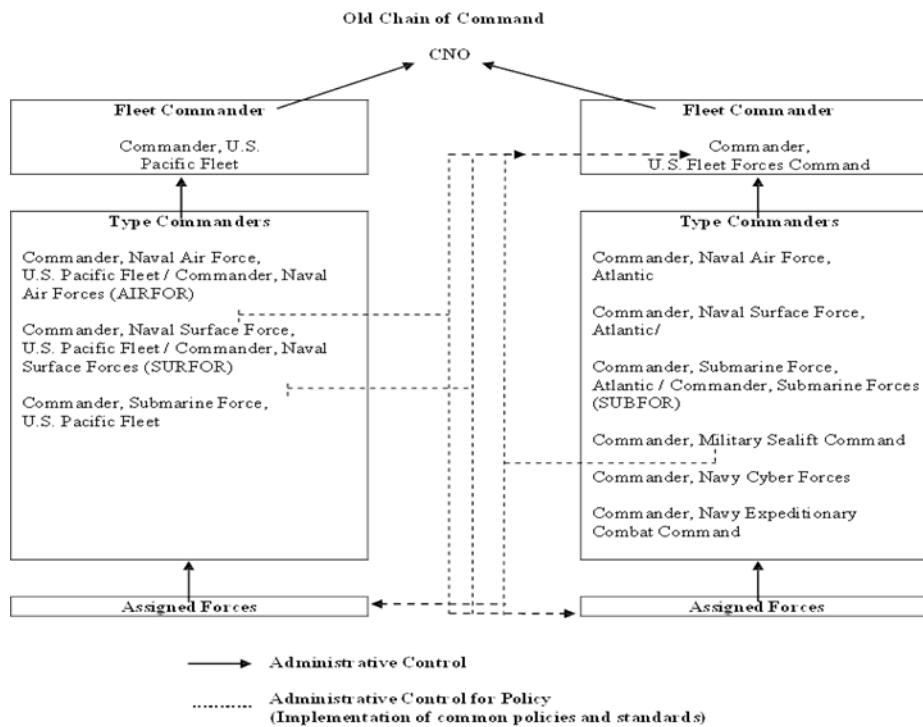 Old Chain of Command
CNO
Fleet Commander
Commander, U.S.
Pacific Fleet
Type Commanders
Commander, Naval Air Force,
U.S. Pacific Fleet / Commander, Naval
Air Forces (AIRFOR)
Commander, Naval Surface Force,
U.S. Pacific Fleet / Commander, Naval
Surface Forces (SURFOR)
Commander, Submarine Force,
U.S. Pacific Fleet
Assigned Forces
Fleet Commander
Commander,
U.S. Fleet Forces Command
Type Commanders
Commander, Naval Air Force,
Atlantic
Commander, Naval Surface Force,
Atlantic/
Commander, Submarine Force,
Atlantic / Commander, Submarine Forces
(SUBFOR)
Commander, Military Sealift Command
Commander, Navy Cyber Forces
Commander, Navy Expeditionary
Combat Command
Assigned Forces
Administrative Control
Administrative Control for Policy
(Implementation of common policies and standards)